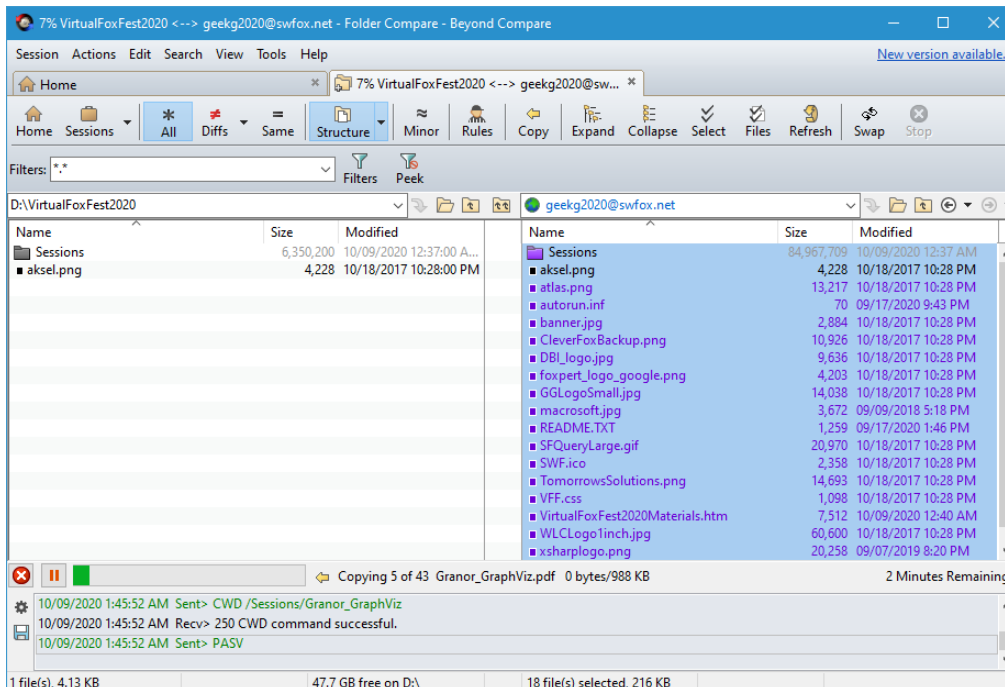 7% VirtualFoxFest2020 <--> geekg2020@swfox.net - Folder Compare - Beyond Compare
Session Actions Edit Search View Tools Help New version available.
Home 7% VirtualFoxFest2020 <--> geekg2020@sw...
Home Sessions All Diffs Same Structure Minor Rules Copy Expand Collapse Select Files Refresh Swap Stop
Filters: *.* Filters Peek
D:\VirtualFoxFest2020 geekg2020@swfox.net
Name Size Modified Name Size Modified
Sessions 6,350,200 10/09/2020 12:37:00 A... Sessions 84,967,709 10/09/2020 12:37 AM
aksel.png 4,228 10/18/2017 10:28:00 PM aksel.png 4,228 10/18/2017 10:28 PM
atlas.png 13,217 10/18/2017 10:28 PM
autorun.inf 70 09/17/2020 9:43 PM
banner.jpg 2,884 10/18/2017 10:28 PM
CleverFoxBackup.png 10,926 10/18/2017 10:28 PM
DBI_logo.jpg 9,636 10/18/2017 10:28 PM
foxpert_logo_google.png 4,203 10/18/2017 10:28 PM
GGLogoSmall.jpg 14,038 10/18/2017 10:28 PM
macrosoft.jpg 3,672 09/09/2018 5:18 PM
README.TXT 1,259 09/17/2020 1:46 PM
SFQueryLarge.gif 20,970 10/18/2017 10:28 PM
SWF.ico 2,358 10/18/2017 10:28 PM
TomorrowsSolutions.png 14,693 10/18/2017 10:28 PM
VFF.css 1,098 10/18/2017 10:28 PM
VirtualFoxFest2020Materials.htm 7,512 10/09/2020 12:40 AM
WLCLogo1inch.jpg 60,600 10/18/2017 10:28 PM
xsharplogo.png 20,258 09/07/2019 8:20 PM
Copying 5 of 43 Granor_GraphViz.pdf 0 bytes/988 KB 2 Minutes Remaining
10/09/2020 1:45:52 AM Sent> CWD /Sessions/Granor_GraphViz
10/09/2020 1:45:52 AM Recv> 250 CWD command successful.
10/09/2020 1:45:52 AM Sent> PASV
1 file(s), 4.13 KB 47.7 GB free on D:\ 18 file(s) selected, 216 KB